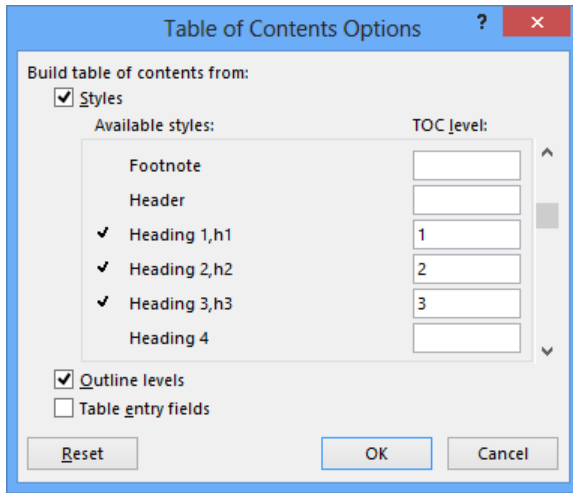 Table of Contents Options ?
Build table of contents from:
Styles
Available styles: TOC level:
Footnote
Header
Heading 1,h1 1
Heading 2,h2 2
Heading 3,h3 3
Heading 4
Outline levels
Table entry fields
Reset OK Cancel